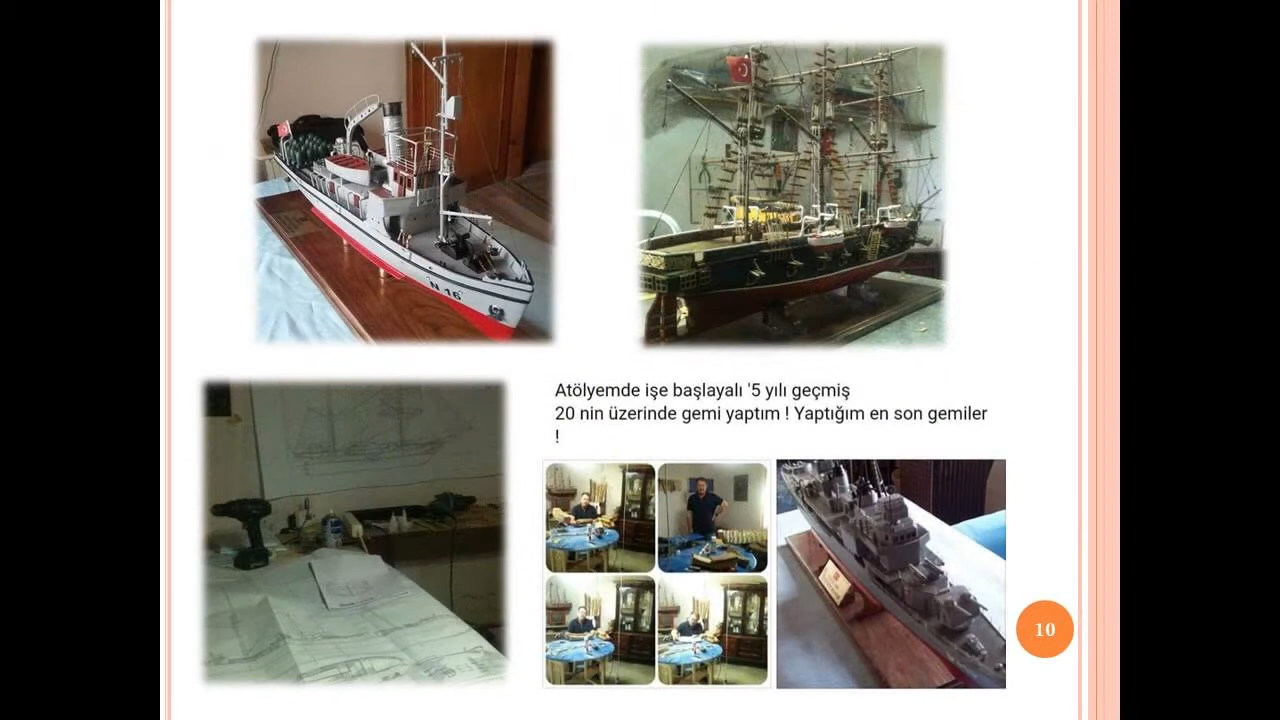 N 16
Atölyemde işe başlayalı '5 yılı geçmiş
20 nin üzerinde gemi yaptım ! Yaptığım en son gemiler
!
10